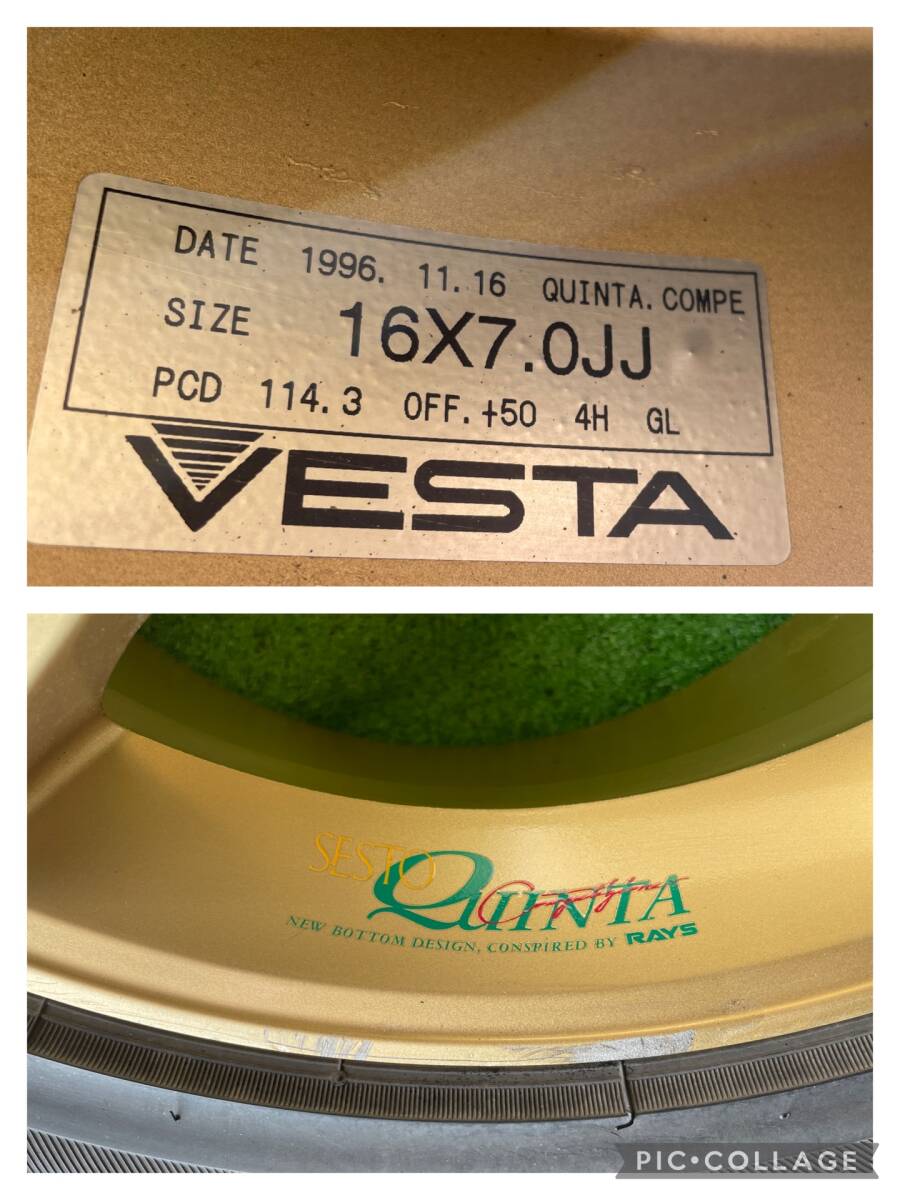 DATE 1996. 11.16 QUINTA. COMPE
SIZE 16X7.0JJ
PCD 114.3 OFF.+50 4H GL
VESTA
SESTO
QUINTA
NEW BOTTOM DESIGN, CONSPIRED BY RAYS
PIC•COLLAGE